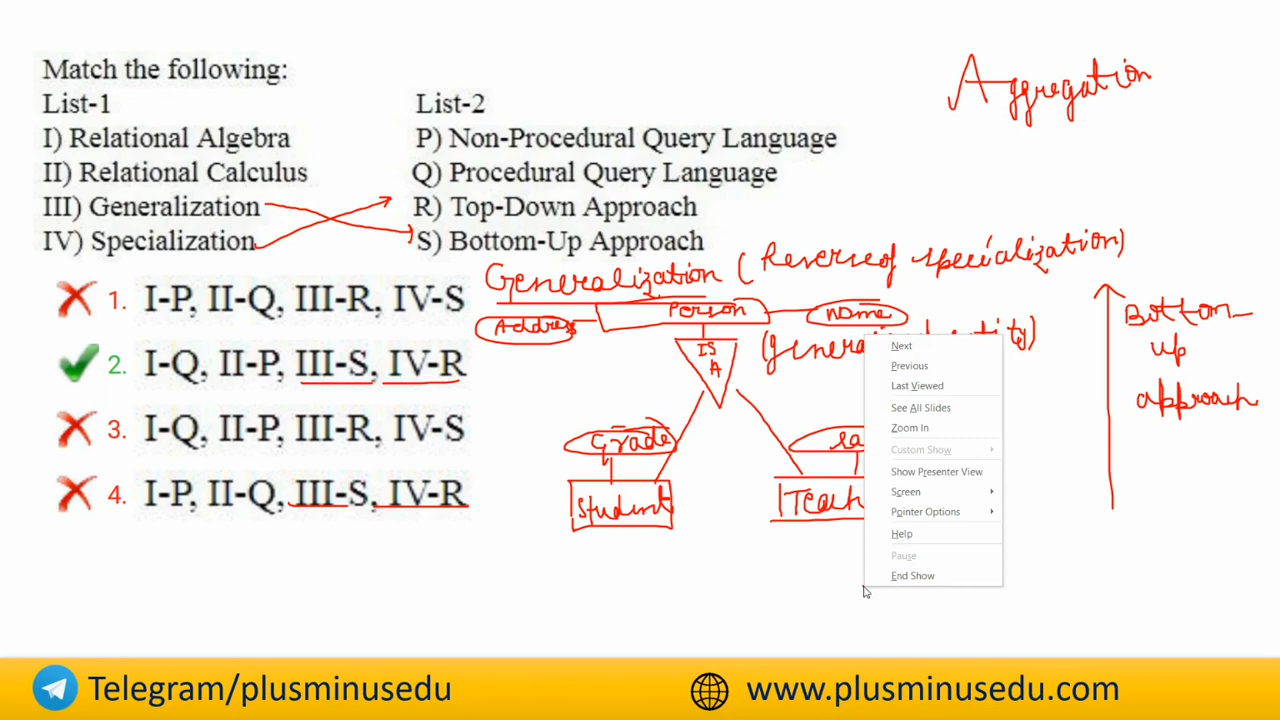 Aggregation
Match the following:
List-1 List-2
I) Relational Algebra P) Non-Procedural Query Language
II) Relational Calculus Q) Procedural Query Language
III) Generalization R) Top-Down Approach
IV) Specialization S) Bottom-Up Approach
Generalization (Reverse of specialization)
1. I-P, II-Q, III-R, IV-S
2. I-Q, II-P, III-S, IV-R
3. I-Q, II-P, III-R, IV-S
4. I-P, II-Q, III-S, IV-R
Person
Address
name
IS
A
Grade
Student
Bottom-
up
approach
Next
Previous
Last Viewed
See All Slides
Zoom In
Custom Show
Show Presenter View
Screen
Pointer Options
Help
Pause
End Show
Telegram/plusminusedu
www.plusminusedu.com